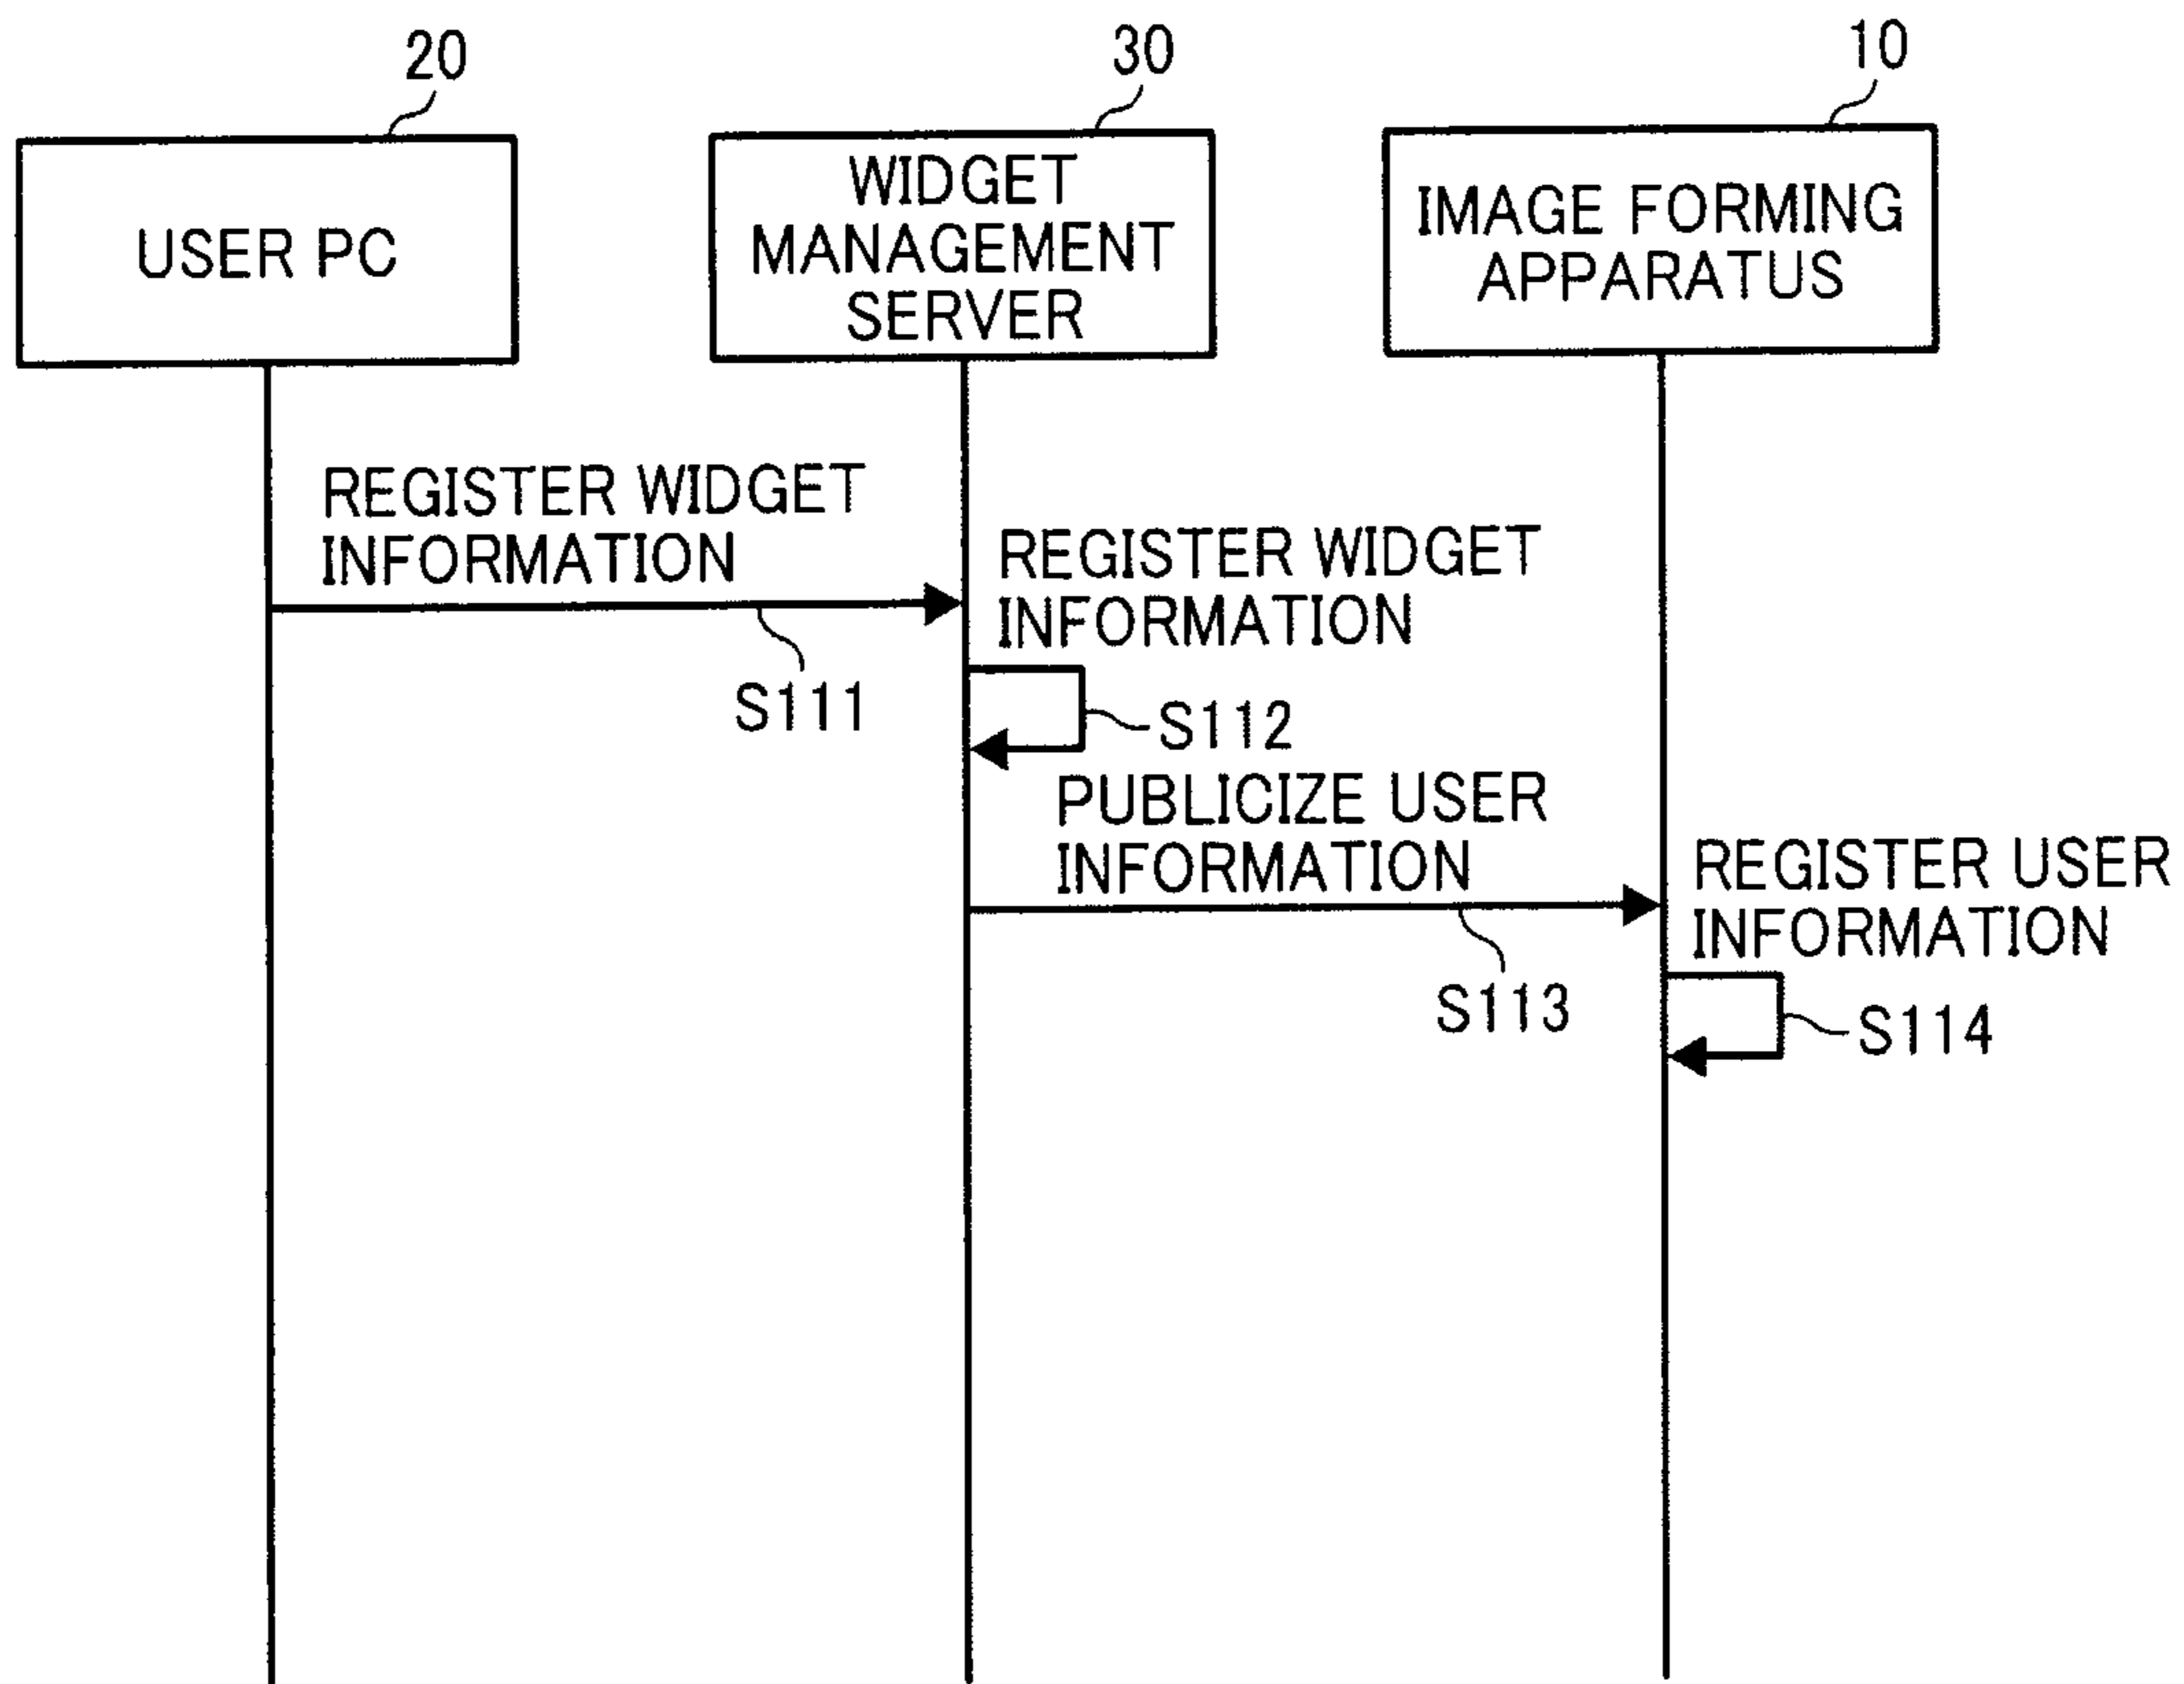 20
30
10
USER PC
WIDGET
MANAGEMENT
SERVER
IMAGE FORMING
APPARATUS
REGISTER WIDGET
INFORMATION
S111
REGISTER WIDGET
INFORMATION
S112
PUBLICIZE USER
INFORMATION
S113
REGISTER USER
INFORMATION
S114